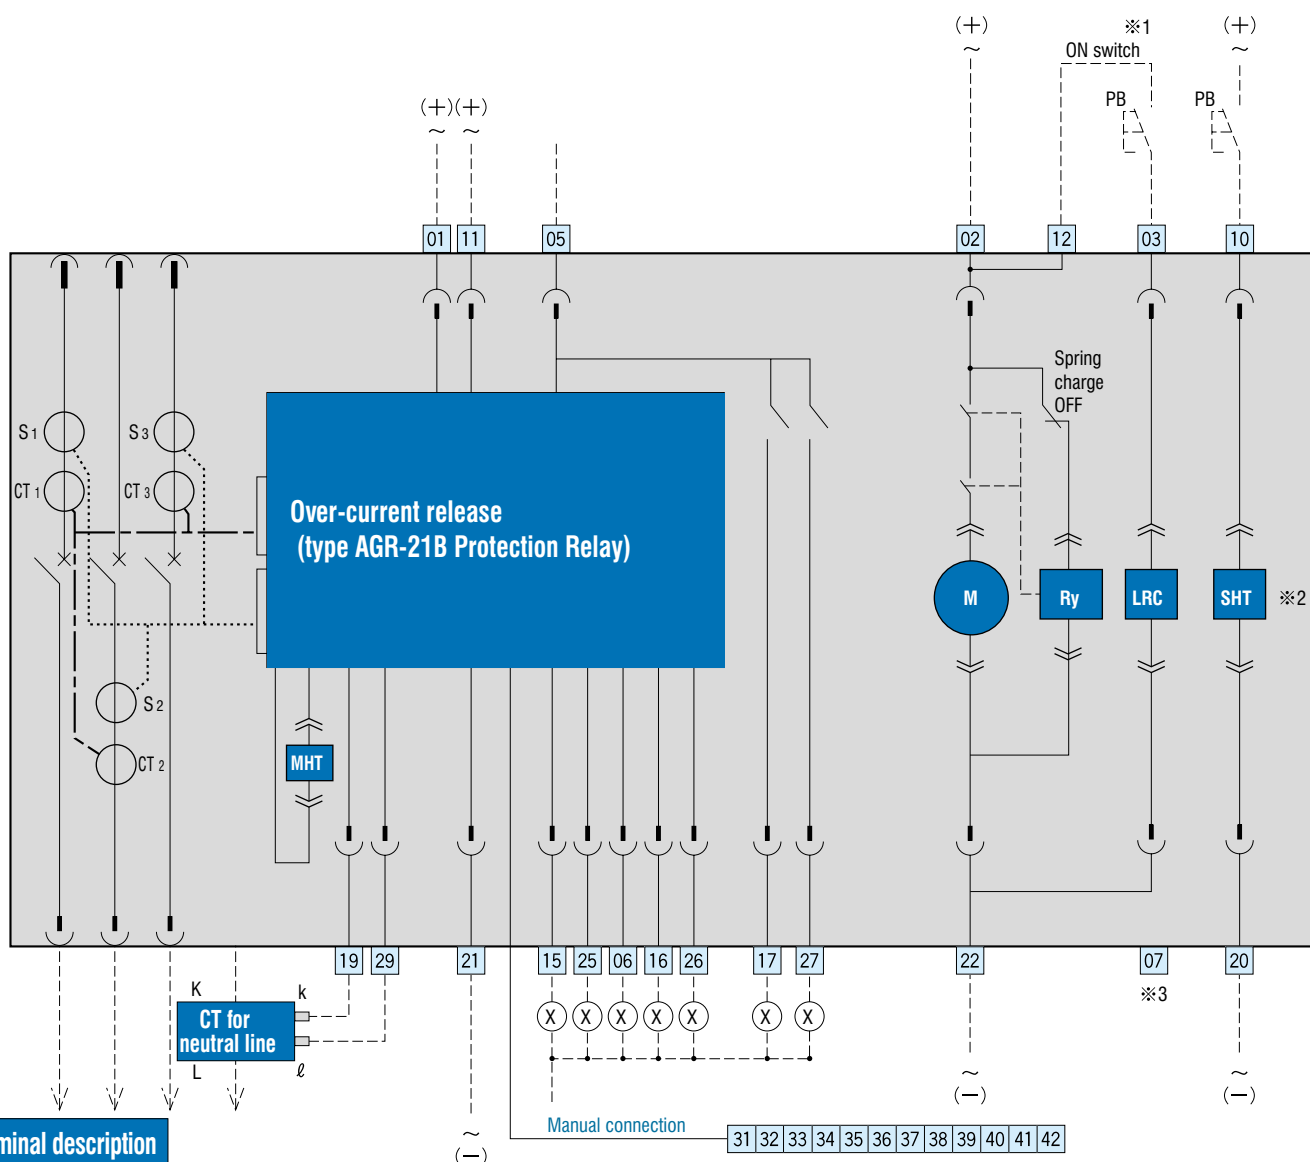 (+) ※1 (+)
~ ON switch ~
PB PB
(+) (+)
~ ~
01 11 05 02 12 03 10
Spring
charge
OFF
S1 S3
CT1 CT3
Over-current release
(type AGR-21B Protection Relay)
M Ry LRC SHT ※2
S2
CT2
MHT
19 29 21 15 25 06 16 26 17 27 22 07 20
※3
K k
CT for
neutral line
L ℓ
X X X X X X X
~ ~
(−) (−)
Manual connection
31 32 33 34 35 36 37 38 39 40 41 42
~
(−)
minal description